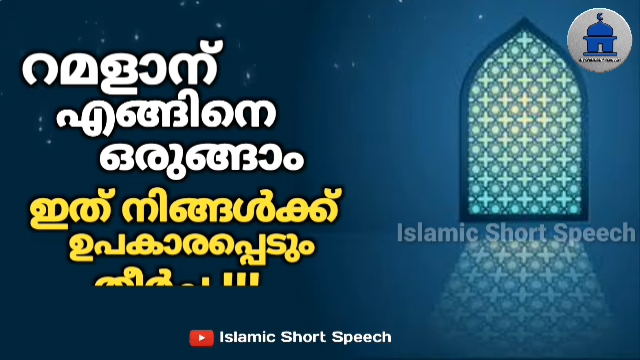 റമളാന്
എങ്ങിനെ
ഒരുങ്ങാം
ഇത് നിങ്ങൾക്ക്
ഉപകാരപ്പെടും
Islamic Short Speech
Islamic Short Speech